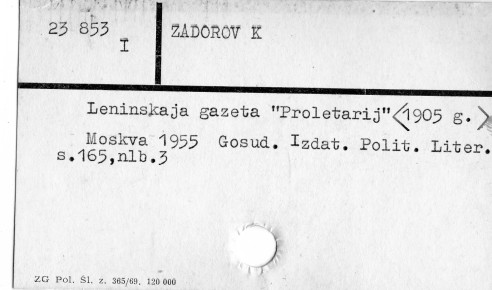 23 853
I
ZADOROV K
Leninskaja gazeta "Proletarij"<1905 g.>
Moskva 1955 Gosud. Izdat. Polit. Liter.
s.165,nlb.3
ZG Pol. Śl. z. 365/69. 120 000